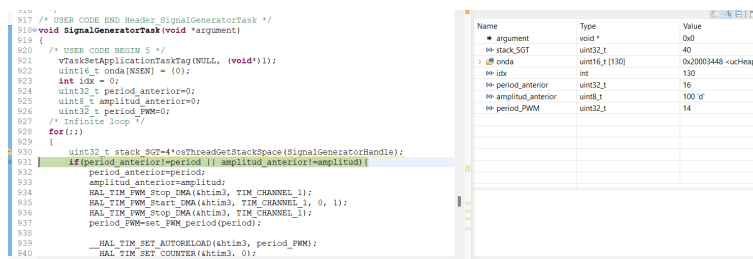 917 /* USER CODE END Header_SignalGeneratorTask */
918 void SignalGeneratorTask(void *argument)
919 {
920 /* USER CODE BEGIN 5 */
921 vTaskSetApplicationTaskTag(NULL, (void*)1);
922 uint16_t onda[NSEN] = {0};
923 int idx = 0;
924 uint32_t period_anterior=0;
925 uint8_t amplitud_anterior=0;
926 uint32_t period_PWM=0;
927 /* Infinite loop */
928 for(;;)
929 {
930 uint32_t stack_SGT=4*osThreadGetStackSpace(SignalGeneratorHandle);
931 if(period_anterior!=period || amplitud_anterior!=amplitud){
932 period_anterior=period;
933 amplitud_anterior=amplitud;
934 HAL_TIM_PWM_Stop_DMA(&htim3, TIM_CHANNEL_1);
935 HAL_TIM_PWM_Start_DMA(&htim3, TIM_CHANNEL_1, 0, 1);
936 HAL_TIM_PWM_Stop_DMA(&htim3, TIM_CHANNEL_1);
937 period_PWM=set_PWM_period(period);
938
939 __HAL_TIM_SET_AUTORELOAD(&htim3, period_PWM);
940 HAL_TIM_SET_COUNTER(&htim3, 0);
Name Type Value
argument void * 0x0
stack_SGT uint32_t 40
onda uint16_t [130] 0x20003448 <ucHeap
idx int 130
period_anterior uint32_t 16
amplitud_anterior uint8_t 100 'd'
period_PWM uint32_t 14